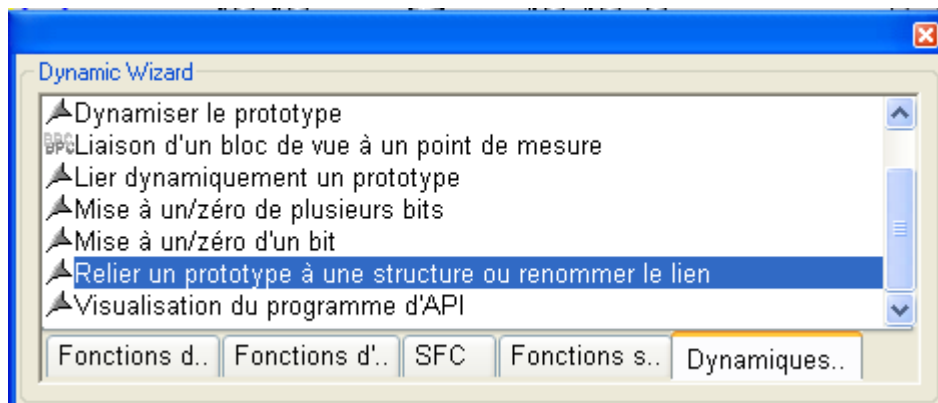 Dynamic Wizard
Dynamiser le prototype
Liaison d'un bloc de vue à un point de mesure
Lier dynamiquement un prototype
Mise à un/zéro de plusieurs bits
Mise à un/zéro d'un bit
Relier un prototype à une structure ou renommer le lien
Visualisation du programme d'API
Fonctions d.. Fonctions d'.. SFC Fonctions s.. Dynamiques..